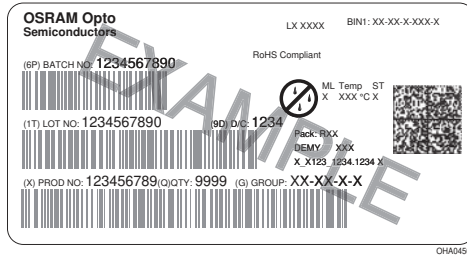 OSRAM Opto
Semiconductors
LX XXXX
BIN1: XX-XX-X-XXX-X
RoHS Compliant
(6P) BATCH NO: 1234567890
ML Temp ST
X XXX °C X
(1T) LOT NO: 1234567890
(9D) D/C: 1234
Pack: RXX
DEMY XXX
X_X123_1234.1234 X
(X) PROD NO: 123456789(Q)QTY: 9999 (G) GROUP: XX-XX-X-X
EXAMPLE